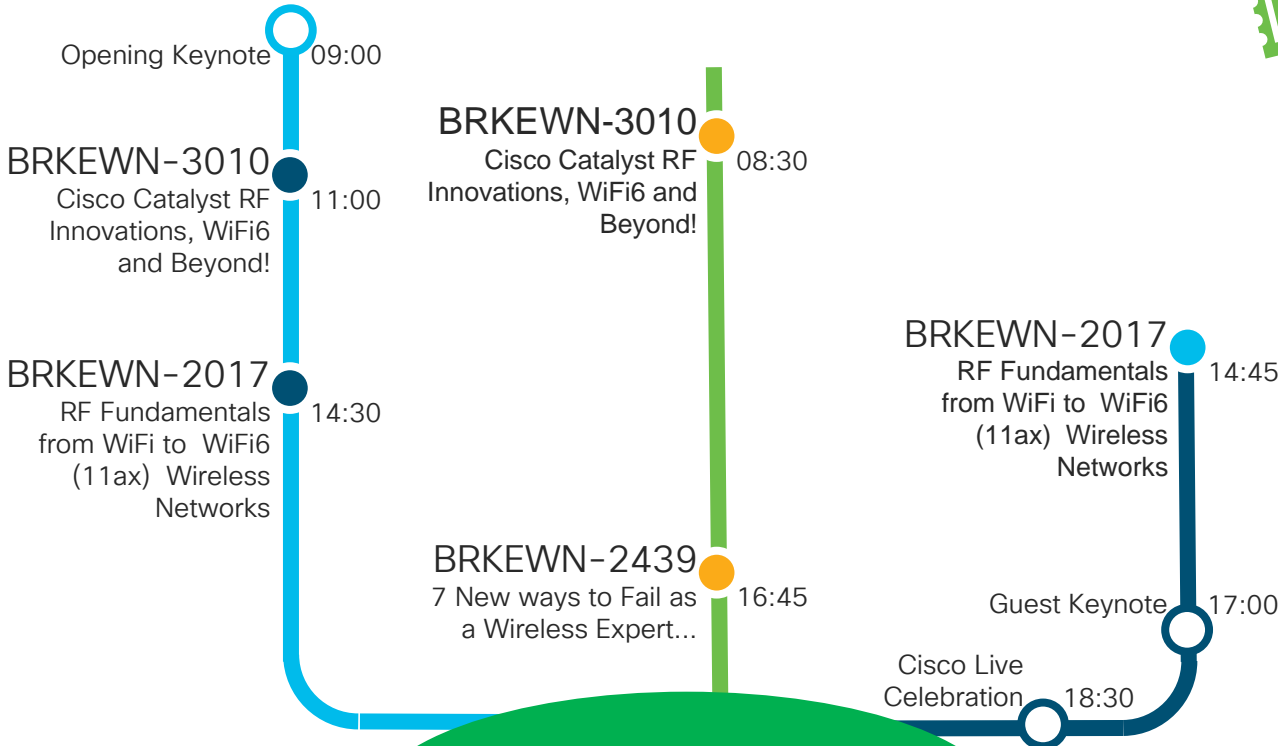 Opening Keynote
09:00
BRKEWN-3010
Cisco Catalyst RF
Innovations, WiFi6
and Beyond!
11:00
BRKEWN-2017
RF Fundamentals
from WiFi to WiFi6
(11ax) Wireless
Networks
14:30
BRKEWN-3010
Cisco Catalyst RF
Innovations, WiFi6 and
Beyond!
08:30
BRKEWN-2439
7 New ways to Fail as
a Wireless Expert...
16:45
BRKEWN-2017
RF Fundamentals
from WiFi to WiFi6
(11ax) Wireless
Networks
14:45
Guest Keynote
17:00
Cisco Live
Celebration
18:30